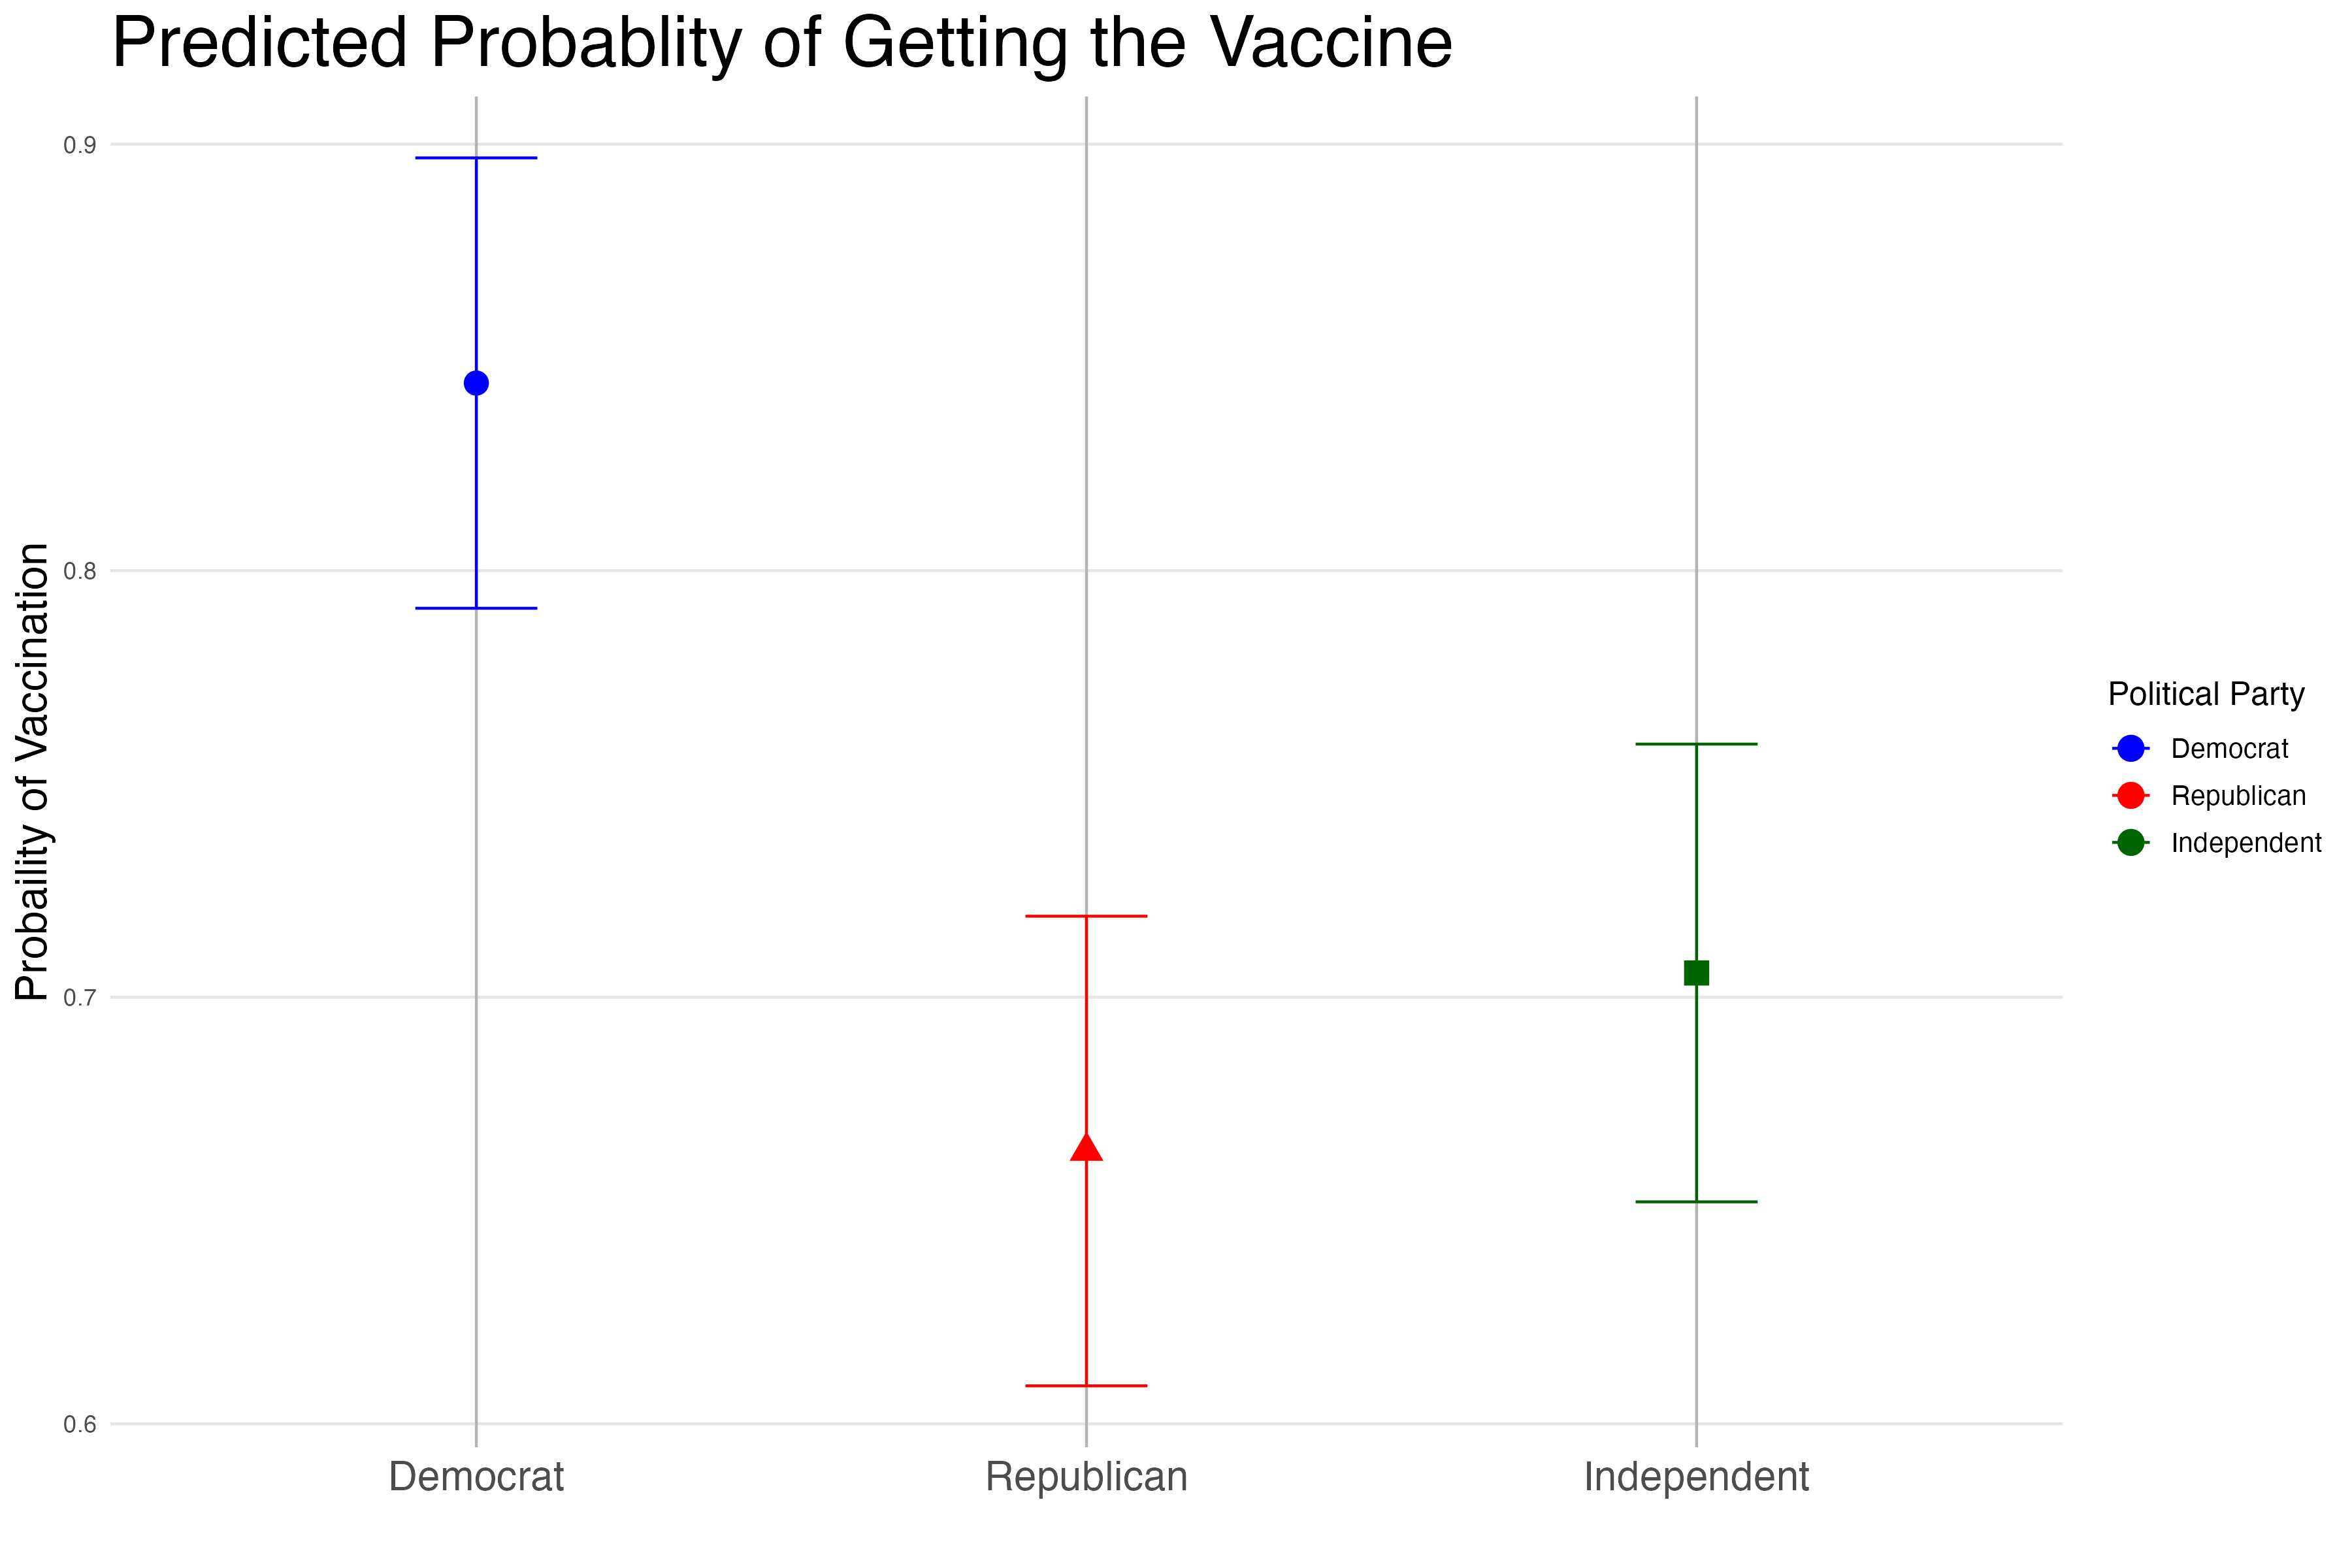 Predicted Probablity of Getting the Vaccine
Probaility of Vaccination
0.9
0.8
0.7
0.6
Democrat
Republican
Independent
Political Party
Democrat
Republican
Independent